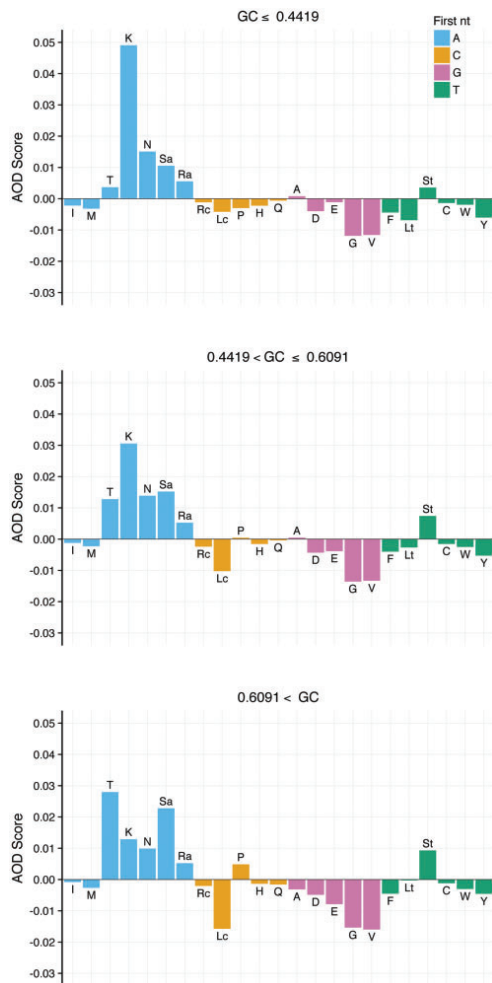 GC ≤ 0.4419
First nt
A
C
G
T
AOD Score
0.05
0.04
0.03
0.02
0.01
0.00
-0.01
-0.02
-0.03
I M T K N Sa Ra Rc Lc P H Q A D E G V F Lt St C W Y
0.4419 < GC ≤ 0.6091
AOD Score
0.05
0.04
0.03
0.02
0.01
0.00
-0.01
-0.02
-0.03
I M T K N Sa Ra Rc Lc P H Q A D E G V F Lt St C W Y
0.6091 < GC
AOD Score
0.05
0.04
0.03
0.02
0.01
0.00
-0.01
-0.02
-0.03
I M T K N Sa Ra Rc Lc P H Q A D E G V F Lt St C W Y